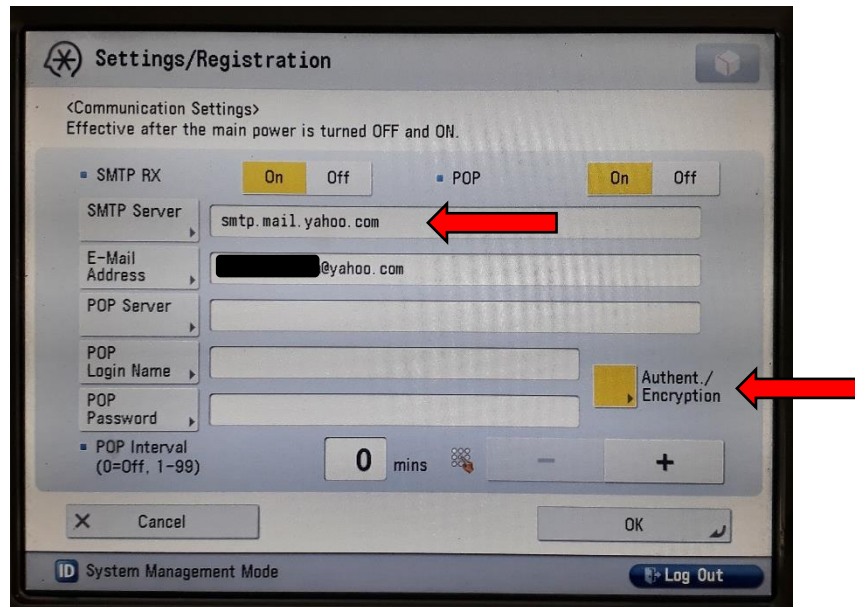 Settings/Registration
<Communication Settings>
Effective after the main power is turned OFF and ON.
SMTP RX On Off POP On Off
SMTP Server smtp.mail.yahoo.com
E-Mail
Address @yahoo.com
POP Server
POP
Login Name
Authent./
Encryption
POP
Password
POP Interval
(0=Off, 1-99) 0 mins - +
Cancel OK
ID System Management Mode Log Out